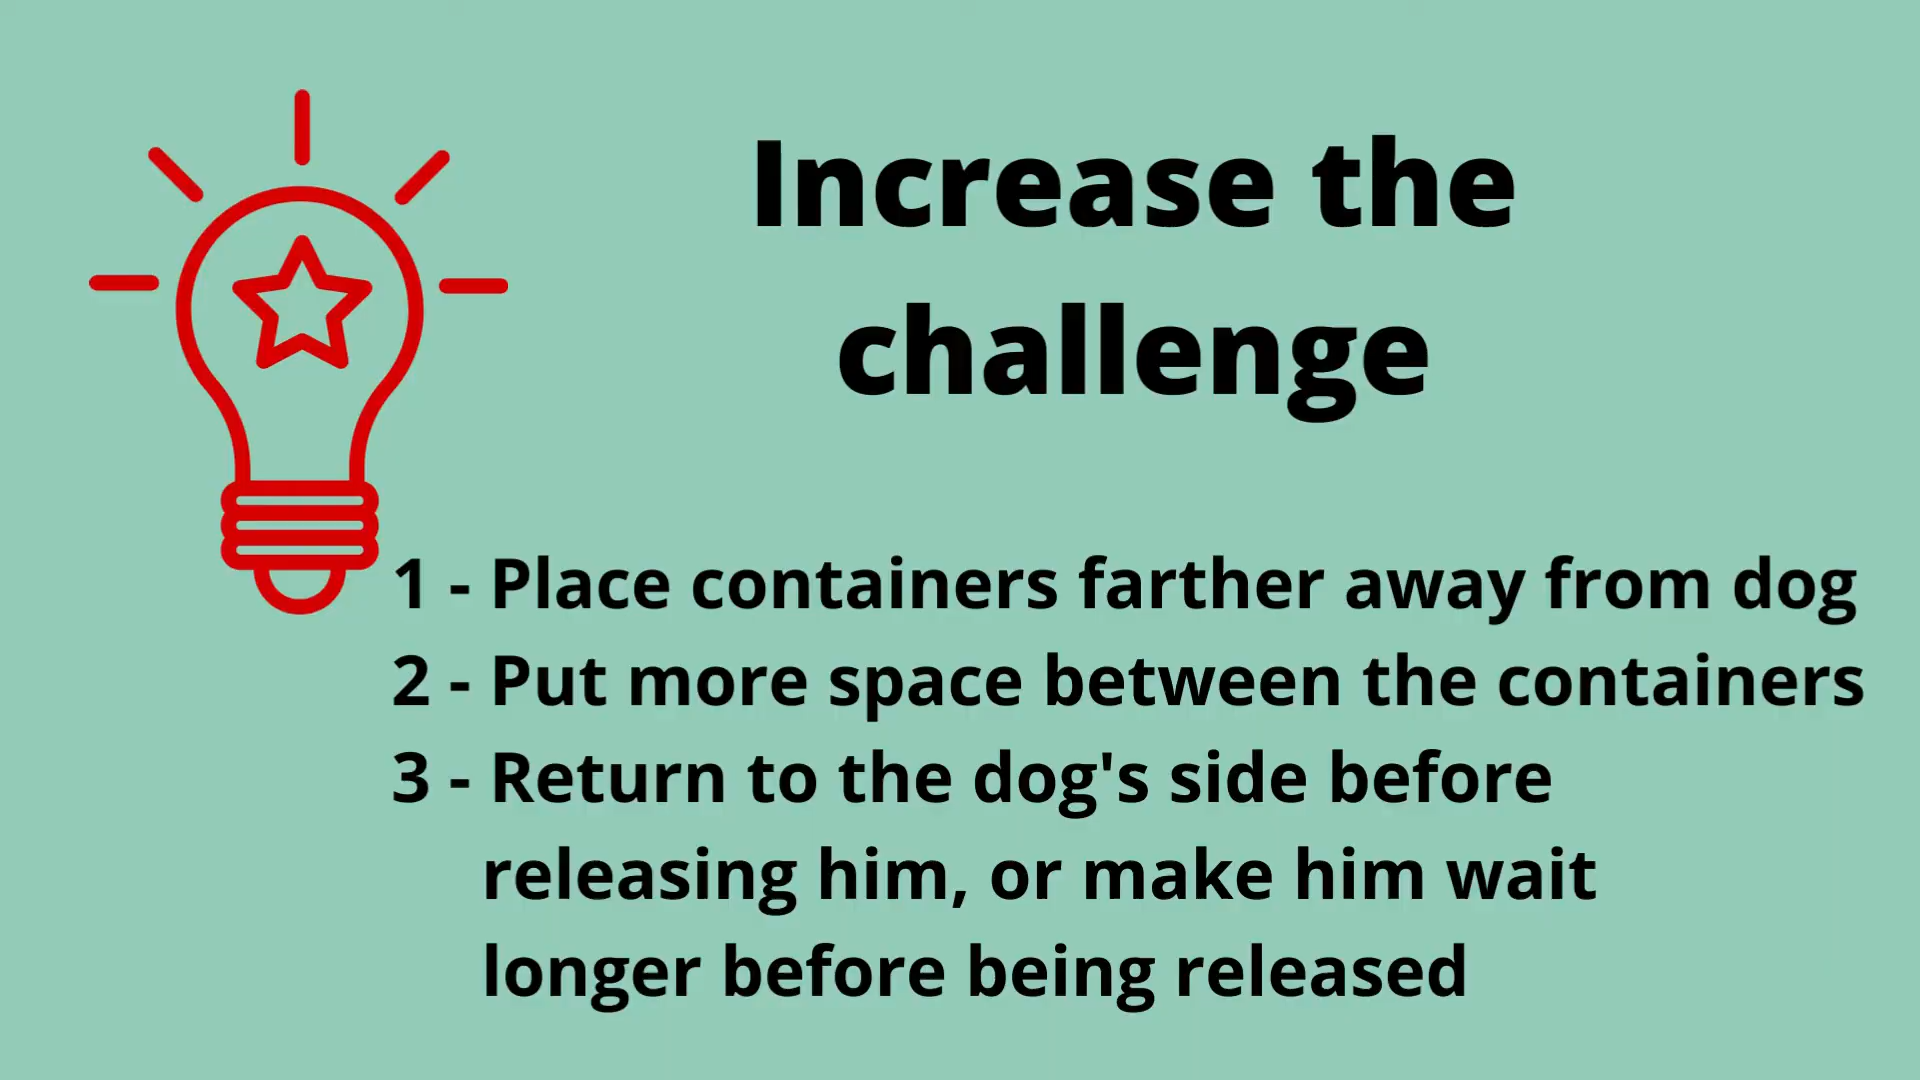 Increase the
challenge
1 - Place containers farther away from dog
2 - Put more space between the containers
3 - Return to the dog's side before
releasing him, or make him wait
longer before being released